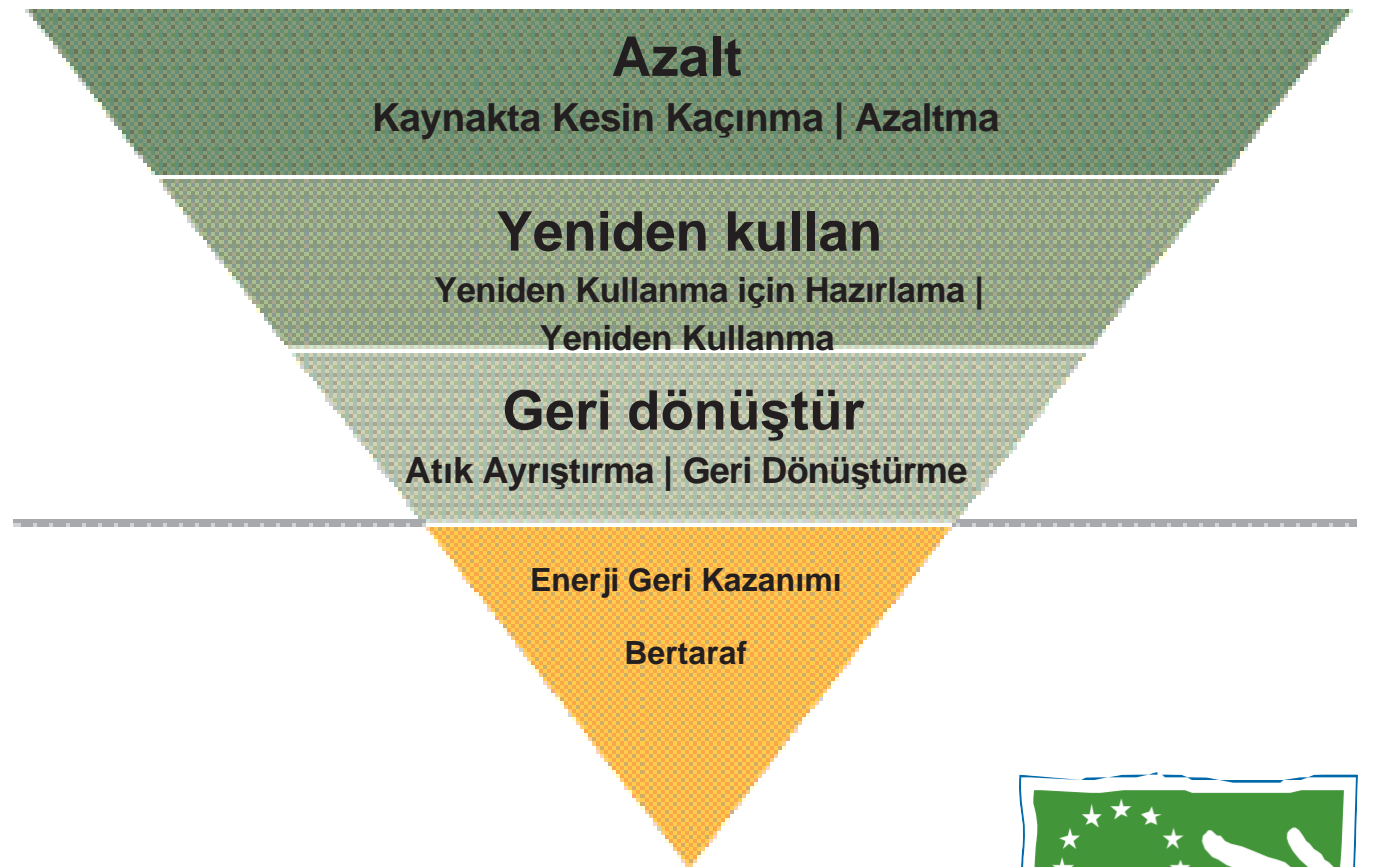 Azalt
Kaynakta Kesin Kaçınma | Azaltma
Yeniden kullan
Yeniden Kullanma için Hazırlama |
Yeniden Kullanma
Geri dönüştür
Atık Ayrıştırma | Geri Dönüştürme
Enerji Geri Kazanımı
Bertaraf